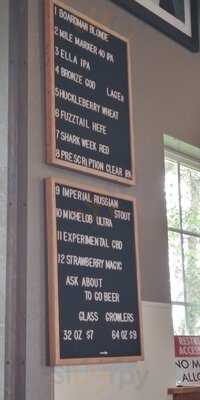 1 BOARDMAN BLONDE
2 MILE MARKER 40 IPA
3 ELLA IPA
4 BRONZE GOD LAGER
5 HUCKLEBERRY WHEAT
6 FUZZTAIL HEFE
7 SHARK WEEK RED
8 PRESCRIPTION CLEAR IPA
9 IMPERIAL RUSSIAN STOUT
10 MICHELOB ULTRA
11 EXPERIMENTAL CBD
12 STRAWBERRY MAGIC
ASK ABOUT
TO GO BEER
GLASS GROWLERS
32 OZ $7 64 OZ $9
NO M
ALLO